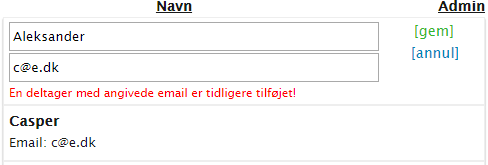 Navn Admin
Aleksander [gem]
c@e.dk [annul]
En deltager med angivede email er tidligere tilføjet!
Casper
Email: c@e.dk